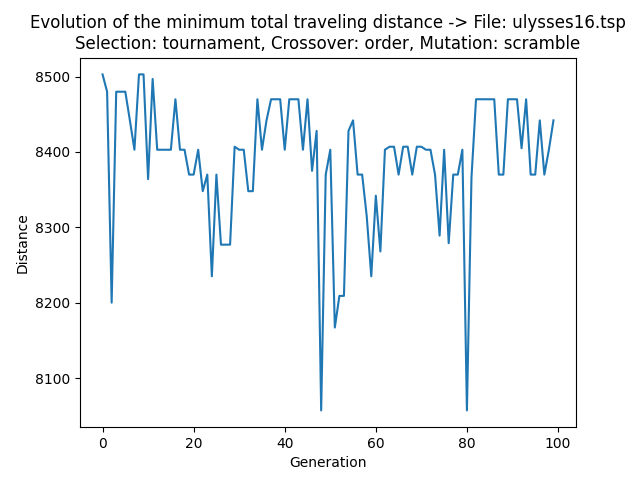 Evolution of the minimum total traveling distance -> File: ulysses16.tsp
Selection: tournament, Crossover: order, Mutation: scramble
8500
8400
8300
8200
8100
Distance
0 20 40 60 80 100
Generation